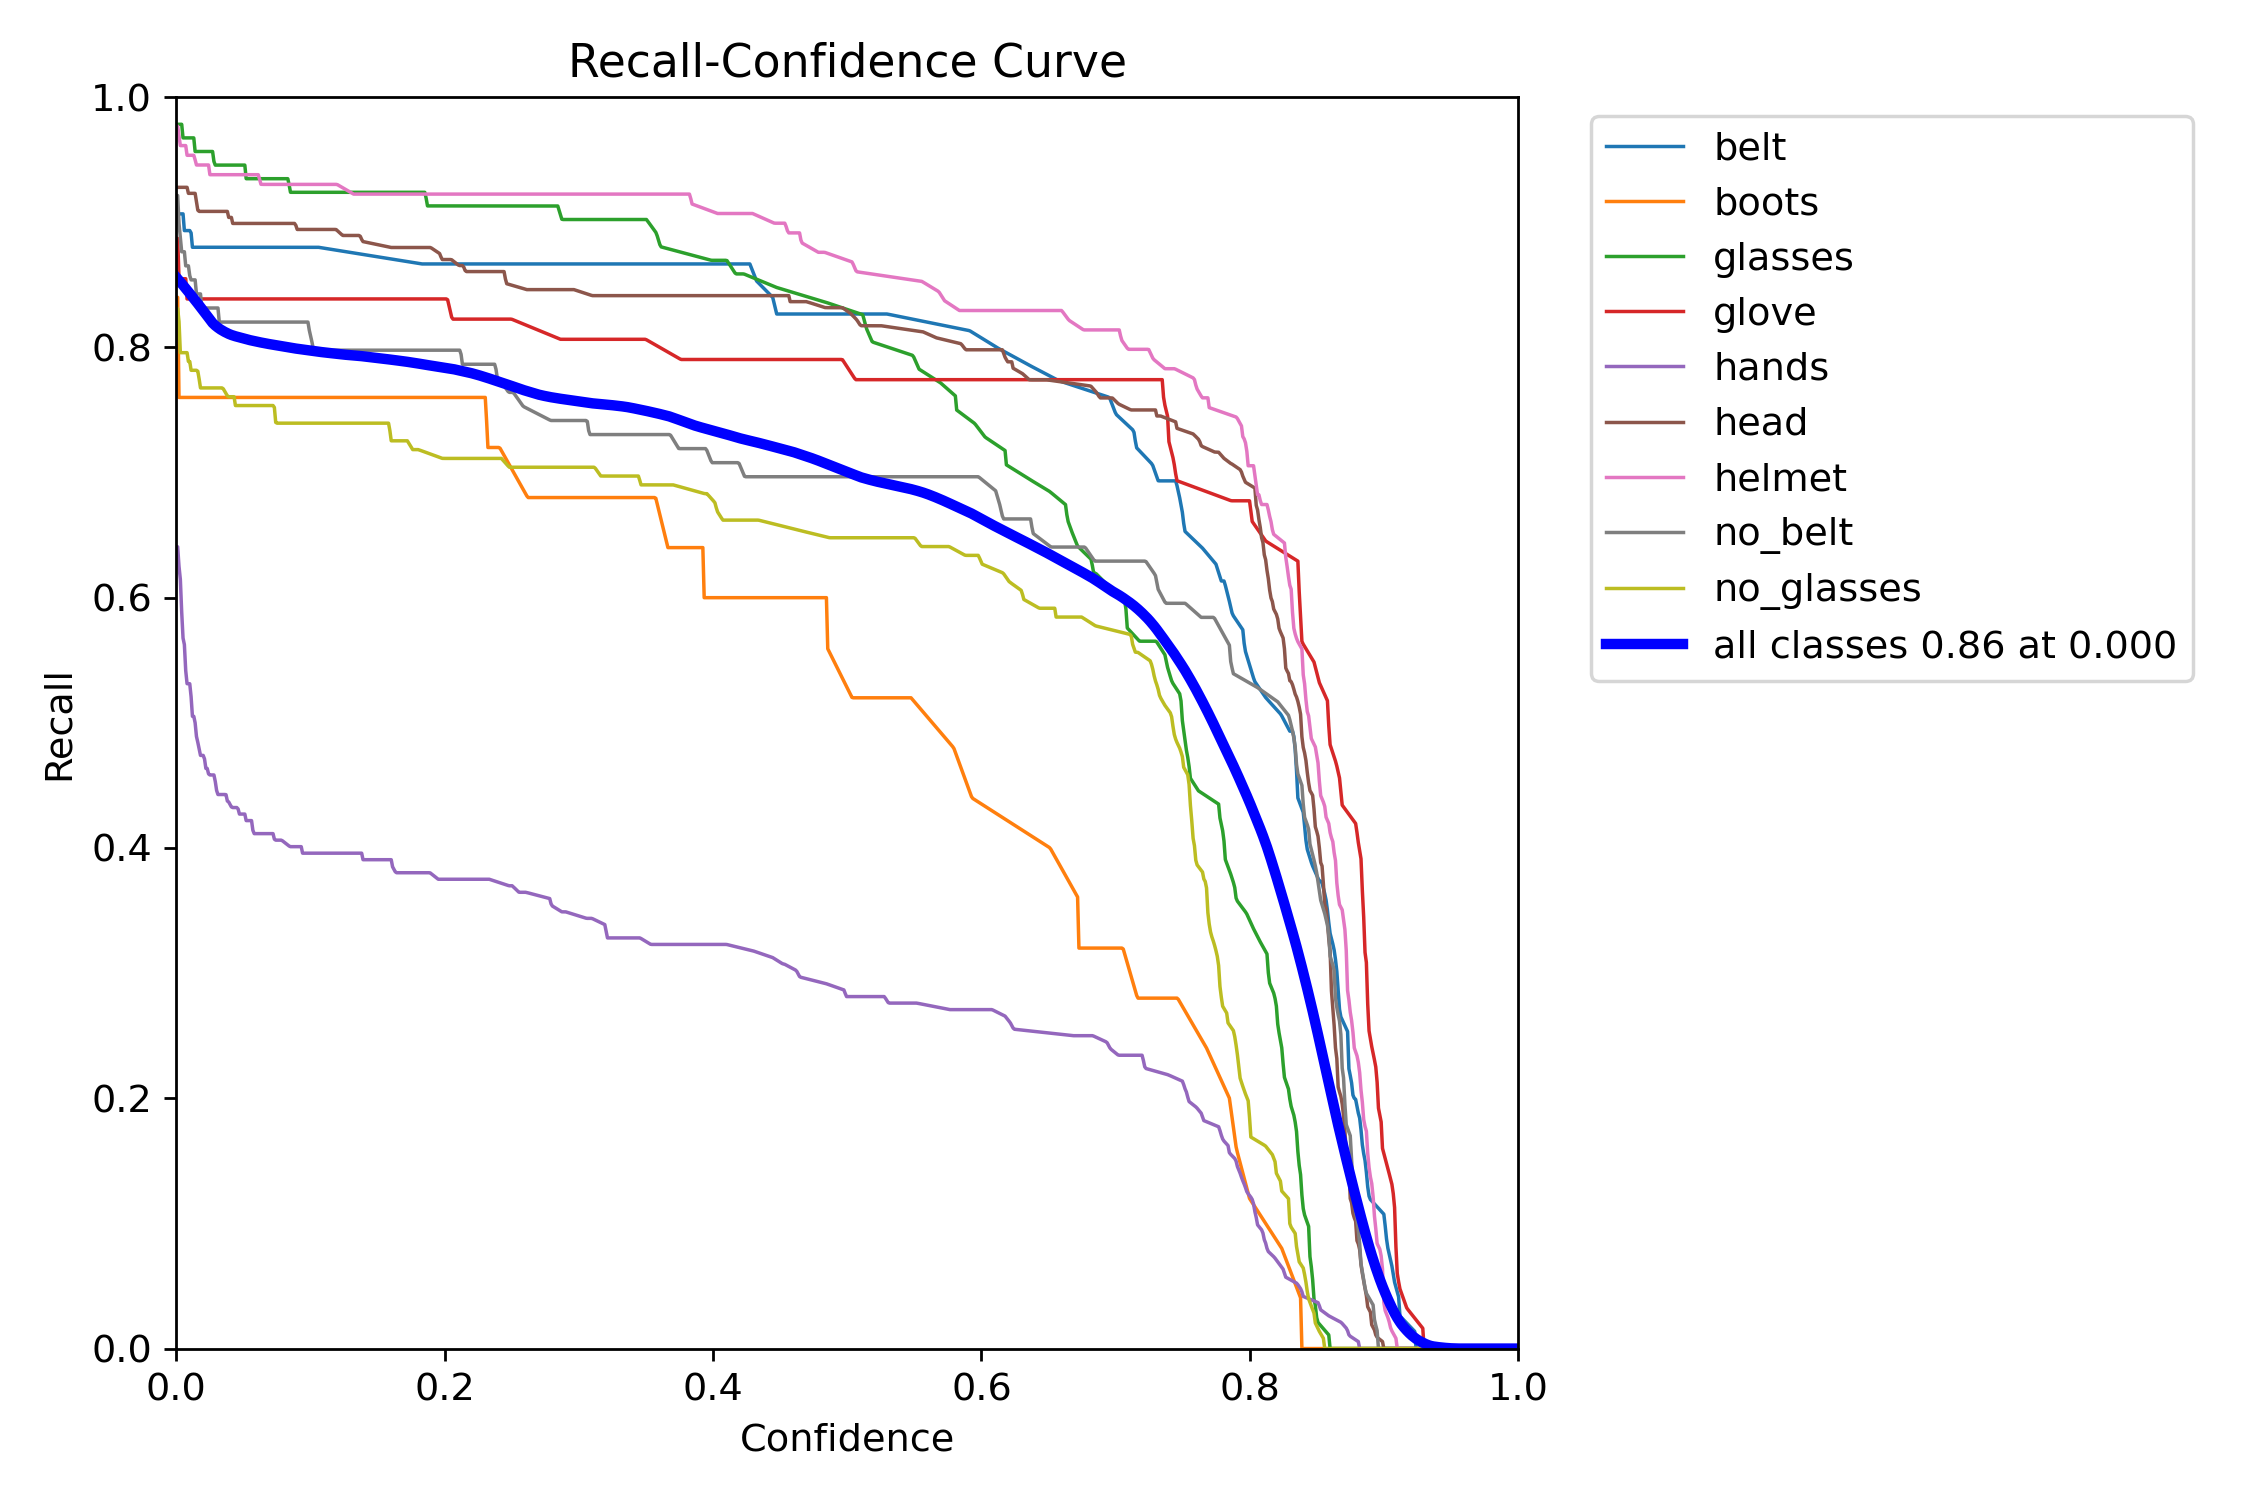 Recall-Confidence Curve
1.0
0.8
0.6
0.4
0.2
0.0
Recall
0.0 0.2 0.4 0.6 0.8 1.0
Confidence
belt
boots
glasses
glove
hands
head
helmet
no_belt
no_glasses
all classes 0.86 at 0.000